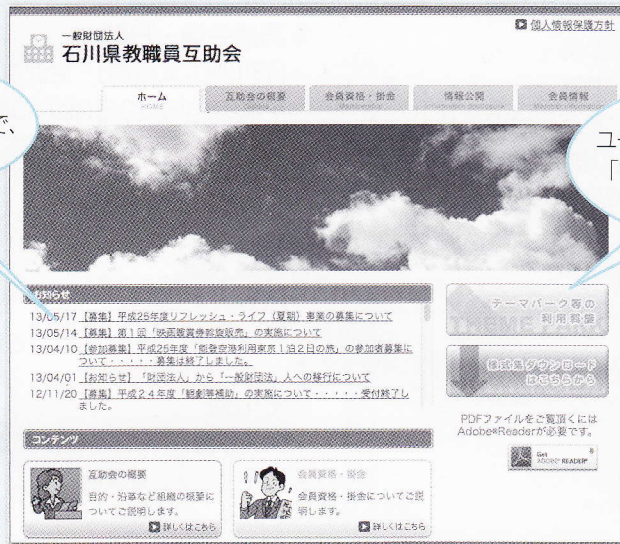 個人情報保護方針
一般財団法人
石川県教職員互助会
ホーム
HOME
互助会の概要
会員資格・掛金
情報公開
会員情報
で、
ユー
「
お知らせ
13/05/17 【募集】平成25年度リフレッシュ・ライフ（夏期）事業の募集について
13/05/14 【募集】第1回「映画鑑賞券斡旋販売」の実施について
13/04/10 【参加募集】平成25年度「能登空港利用東京1泊2日の旅」の参加者募集に
ついて・・・・・募集は終了しました。
13/04/01 【お知らせ】「財団法人」から「一般財団法」人への移行について
12/11/20 【募集】平成24年度「観劇等補助」の実施について・・・・・受付終了し
ました。
テーマパーク等の
利用斡旋
様式集ダウンロード
はこちらから
PDFファイルをご覧頂くには
Adobe®Readerが必要です。
Get
ADOBE® READER®
コンテンツ
互助会の概要
目的・沿革など組織の概要に
ついてご説明します。
詳しくはこちら
会員資格・掛金
会員資格・掛金についてご説
明します。
詳しくはこちら